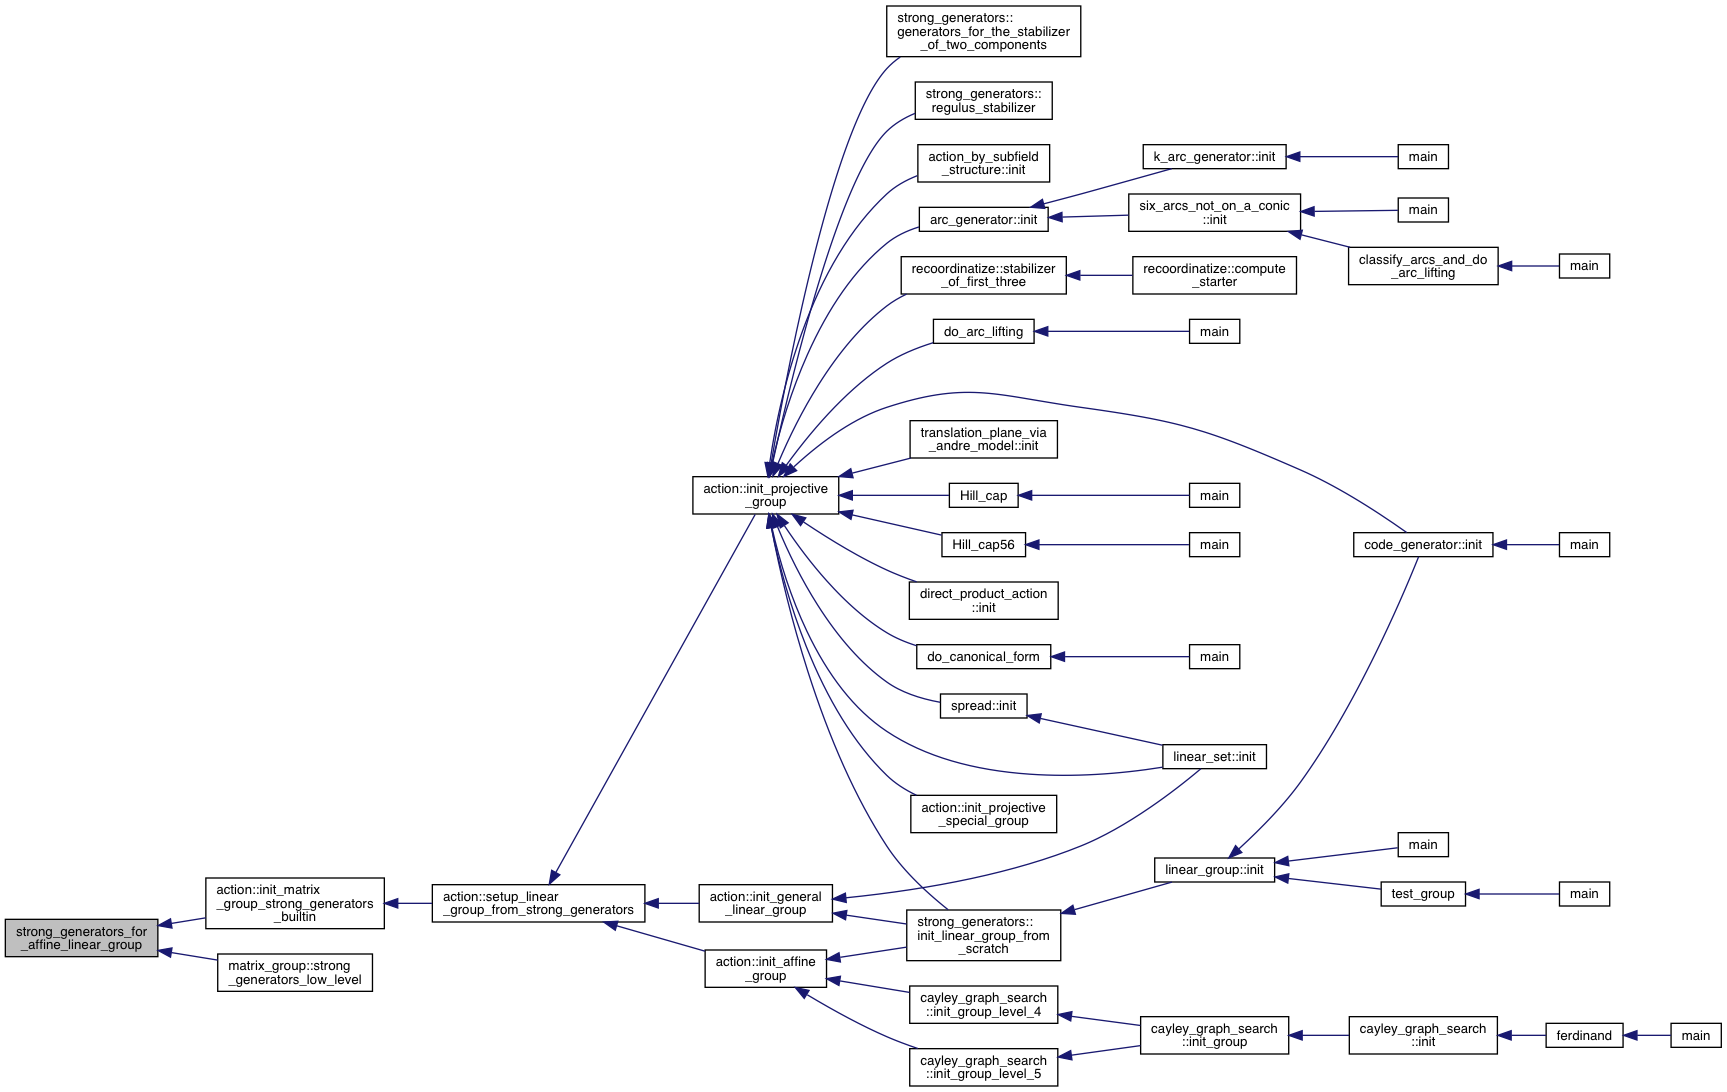 strong_generators::
generators_for_the_stabilizer
_of_two_components
strong_generators::
regulus_stabilizer
action_by_subfield
_structure::init
k_arc_generator::init
main
arc_generator::init
six_arcs_not_on_a_conic
::init
main
classify_arcs_and_do
_arc_lifting
main
recoordinatize::stabilizer
_of_first_three
recoordinatize::compute
_starter
do_arc_lifting
main
translation_plane_via
_andre_model::init
action::init_projective
_group
Hill_cap
main
Hill_cap56
main
code_generator::init
main
direct_product_action
::init
do_canonical_form
main
spread::init
linear_set::init
action::init_projective
_special_group
linear_group::init
main
test_group
main
strong_generators_for
_affine_linear_group
action::init_matrix
_group_strong_generators
_builtin
matrix_group::strong
_generators_low_level
action::setup_linear
_group_from_strong_generators
action::init_general
_linear_group
strong_generators::
init_linear_group_from
_scratch
action::init_affine
_group
cayley_graph_search
::init_group_level_4
cayley_graph_search
::init_group_level_5
cayley_graph_search
::init_group
cayley_graph_search
::init
ferdinand
main